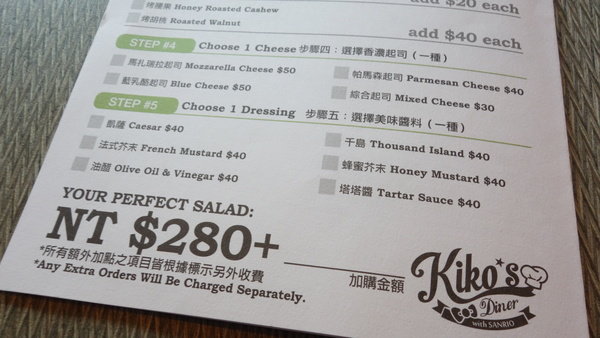 add $20 each
烤腰果 Honey Roasted Cashew
烤胡桃 Roasted Walnut
add $40 each
STEP #4 Choose 1 Cheese 步驟四：選擇香濃起司（一種）
馬札瑞拉起司 Mozzarella Cheese $50
帕馬森起司 Parmesan Cheese $40
藍乳酪起司 Blue Cheese $50
綜合起司 Mixed Cheese $30
STEP #5 Choose 1 Dressing 步驟五：選擇美味醬料（一種）
凱薩 Caesar $40
千島 Thousand Island $40
法式芥末 French Mustard $40
蜂蜜芥末 Honey Mustard $40
油醋 Olive Oil & Vinegar $40
塔塔醬 Tartar Sauce $40
YOUR PERFECT SALAD:
NT $280+
加購金額
*所有額外加點之項目皆根據標示另外收費
*Any Extra Orders Will Be Charged Separately.
Kiko's
Diner
with SANRIO